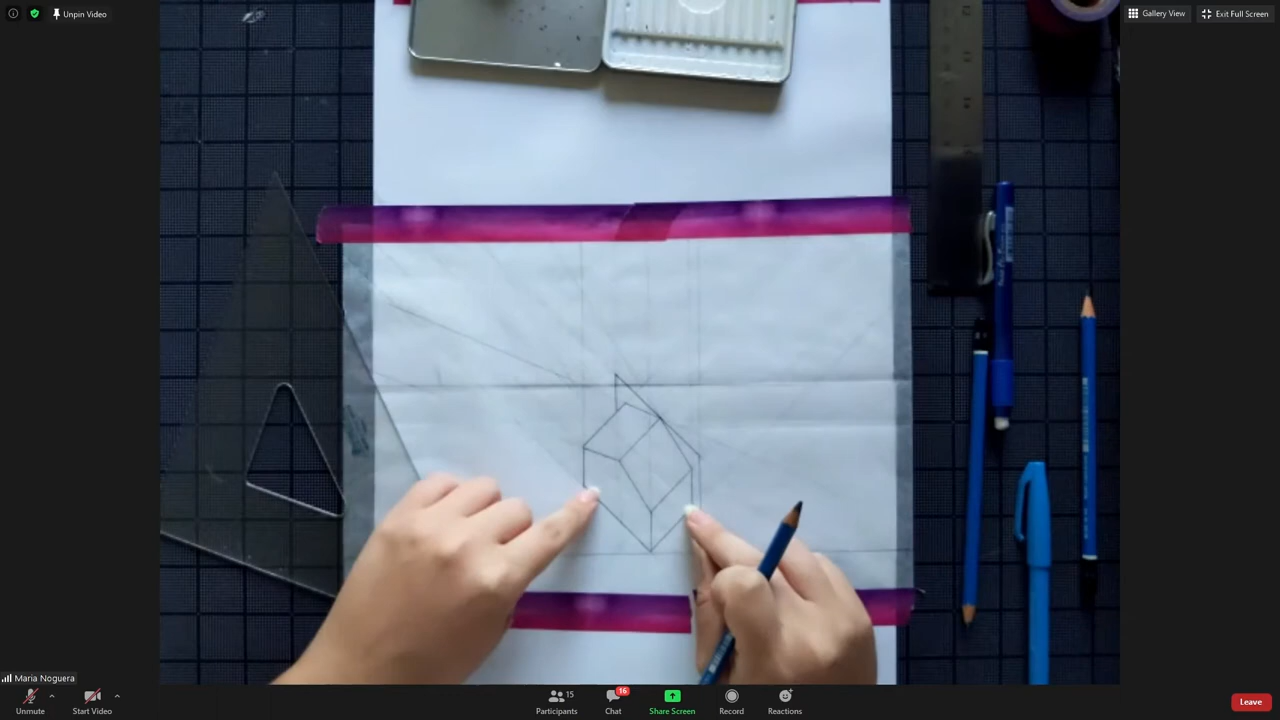 Unpin Video
Gallery View
Exit Full Screen
Maria Noguera
Unmute
Start Video
15
Participants
16
Chat
Share Screen
Record
Reactions
Leave